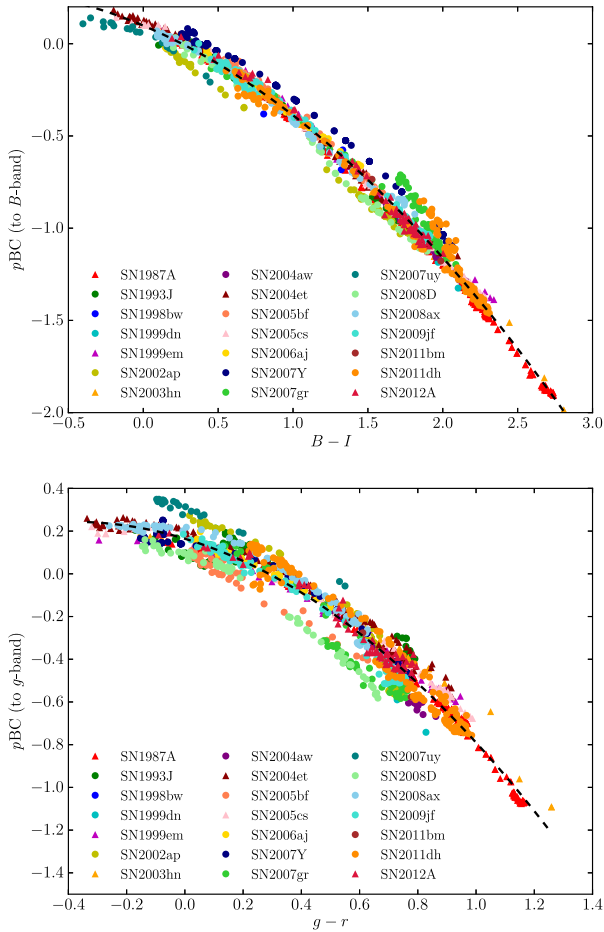 0.0
−0.5
−1.0
−1.5
−2.0
pBC (to B-band)
SN1987A SN2004aw SN2007uy
SN1993J SN2004et SN2008D
SN1998bw SN2005bf SN2008ax
SN1999dn SN2005cs SN2009jf
SN1999em SN2006aj SN2011bm
SN2002ap SN2007Y SN2011dh
SN2003hn SN2007gr SN2012A
−0.5 0.0 0.5 1.0 1.5 2.0 2.5 3.0
B − I
0.4
0.2
0.0
−0.2
−0.4
−0.6
−0.8
−1.0
−1.2
−1.4
pBC (to g-band)
SN1987A SN2004aw SN2007uy
SN1993J SN2004et SN2008D
SN1998bw SN2005bf SN2008ax
SN1999dn SN2005cs SN2009jf
SN1999em SN2006aj SN2011bm
SN2002ap SN2007Y SN2011dh
SN2003hn SN2007gr SN2012A
−0.4 −0.2 0.0 0.2 0.4 0.6 0.8 1.0 1.2 1.4
g − r